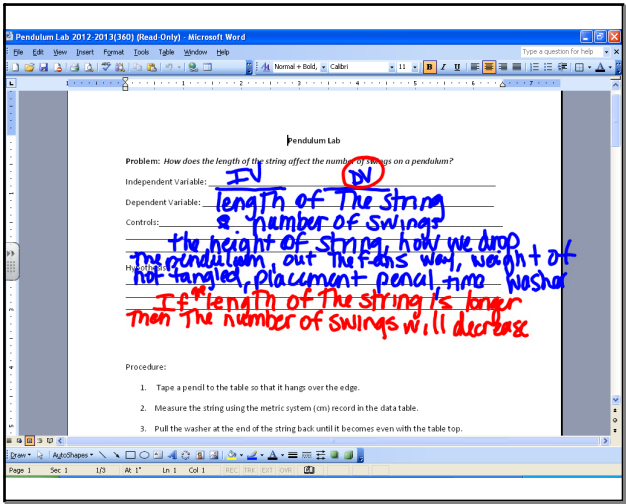 Pendulum Lab 2012-2013(360) (Read-Only) - Microsoft Word
File Edit View Insert Format Tools Table Window Help Type a question for help
Normal + Bold, Calibri 11 B I U
Pendulum Lab
Problem: How does the length of the string affect the number of swings on a pendulum?
IV DV
Independent Variable:
length of The string
Dependent Variable:
& number of swings
Controls:
the height of string, how we drop
the pendulum, out the fans way, weight of
Hypothesis:
not tangled, placement pencil, time washer
If length of The string is longer
Then The number of swings will decrease
Procedure:
1. Tape a pencil to the table so that it hangs over the edge.
2. Measure the string using the metric system (cm) record in the data table.
3. Pull the washer at the end of the string back until it becomes even with the table top.
Draw AutoShapes
Page 1 Sec 1 1/3 At 1" Ln 1 Col 1 REC TRK EXT OVR